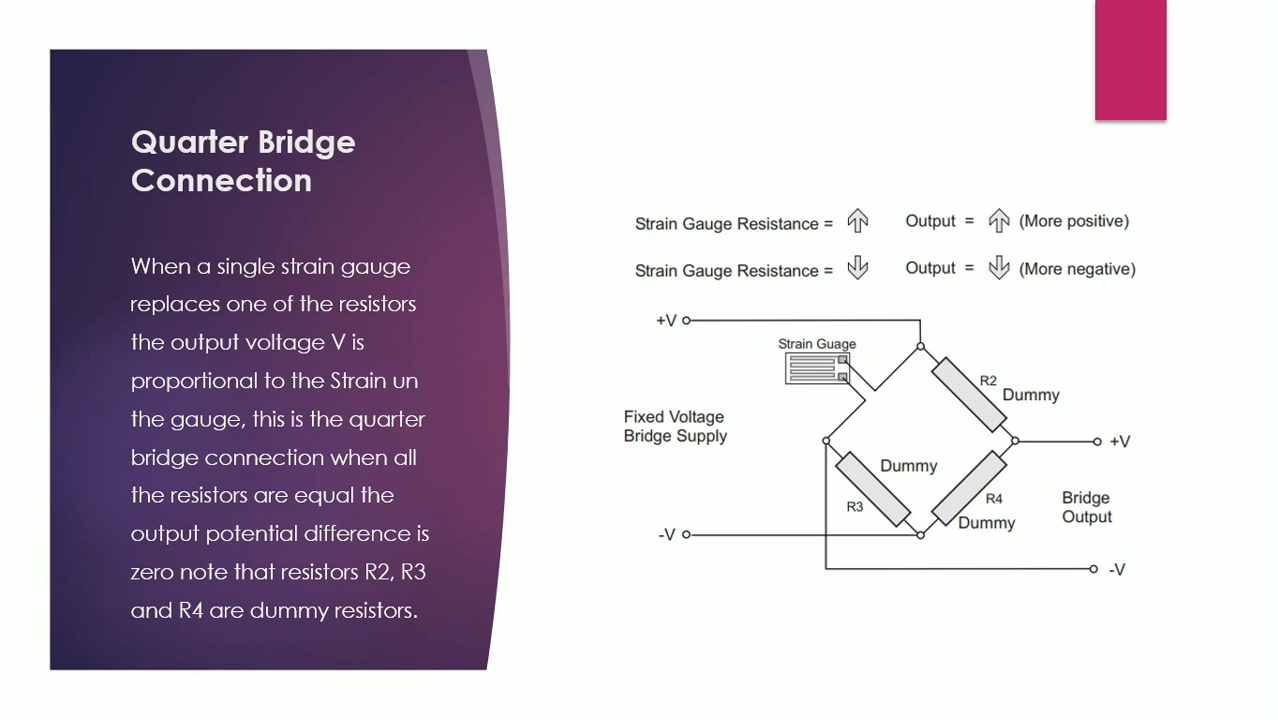 Quarter Bridge
Connection
When a single strain gauge
replaces one of the resistors
the output voltage V is
proportional to the Strain un
the gauge, this is the quarter
bridge connection when all
the resistors are equal the
output potential difference is
zero note that resistors R2, R3
and R4 are dummy resistors.
Strain Gauge Resistance = Output = (More positive)
Strain Gauge Resistance = Output = (More negative)
+V
Strain Guage
R2
Dummy
Fixed Voltage
Bridge Supply
+V
Dummy
R3
R4
Dummy
Bridge
Output
-V
-V